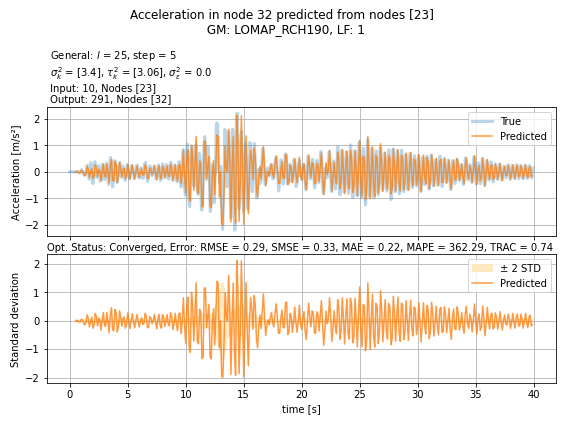 Acceleration in node 32 predicted from nodes [23]
GM: LOMAP_RCH190, LF: 1
General: l = 25, step = 5
σ²ₖ = [3.4], τ²ₖ = [3.06], σ²ε = 0.0
Input: 10, Nodes [23]
Output: 291, Nodes [32]
Acceleration [m/s²]
2
1
0
−1
−2
True
Predicted
Opt. Status: Converged, Error: RMSE = 0.29, SMSE = 0.33, MAE = 0.22, MAPE = 362.29, TRAC = 0.74
Standard deviation
2
1
0
−1
−2
± 2 STD
Predicted
0 5 10 15 20 25 30 35 40
time [s]